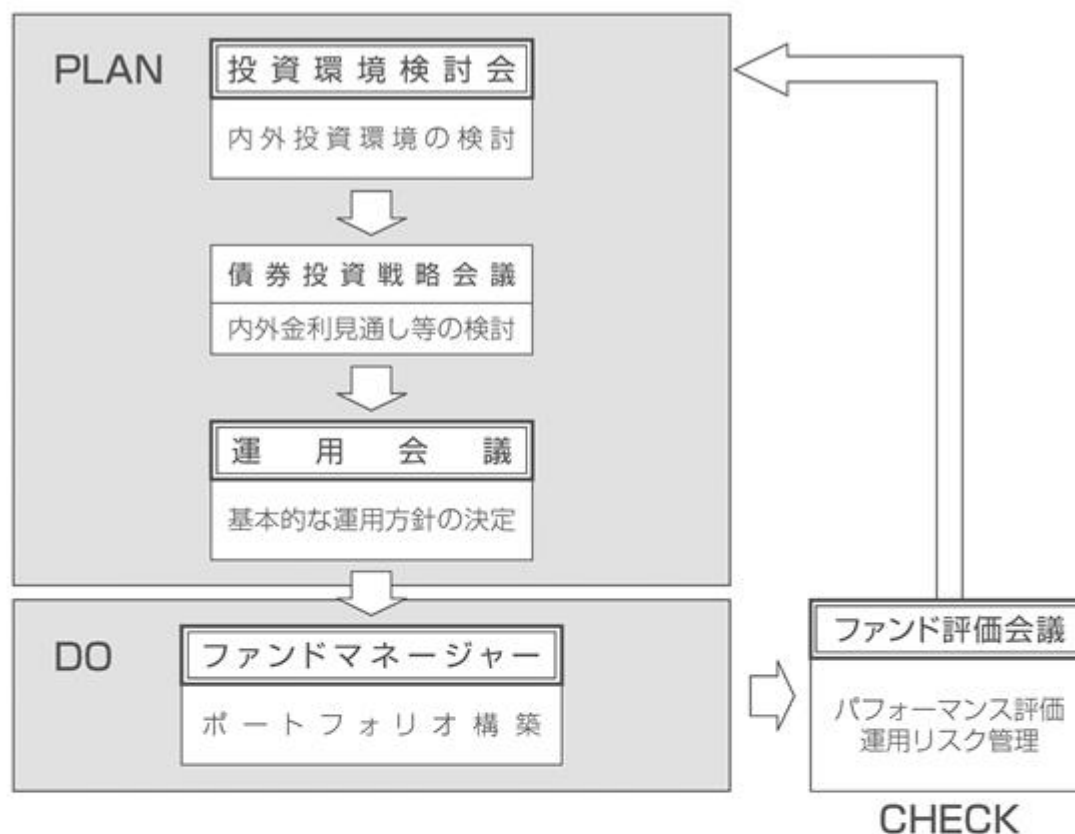 PLAN
投資環境検討会
内外投資環境の検討
債券投資戦略会議
内外金利見通し等の検討
運用会議
基本的な運用方針の決定
DO
ファンドマネージャー
ポートフォリオ構築
ファンド評価会議
パフォーマンス評価
運用リスク管理
CHECK